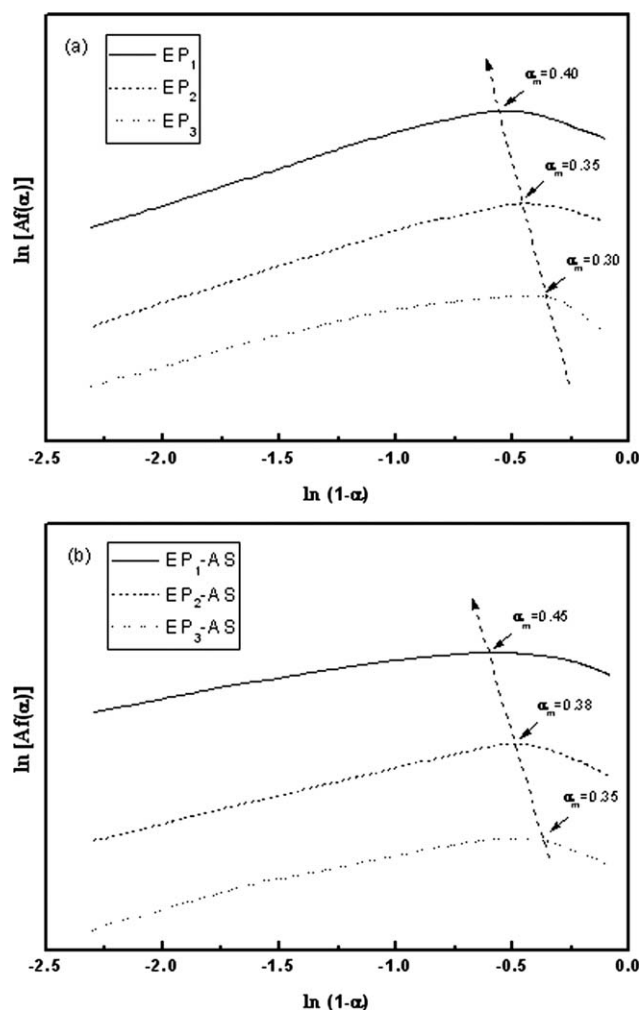 (a)
EP1
EP2
EP3
αm=0.40
αm=0.35
αm=0.30
ln [Af(α)]
-2.5 -2.0 -1.5 -1.0 -0.5 0.0
ln (1-α)
(b)
EP1-AS
EP2-AS
EP3-AS
αm=0.45
αm=0.38
αm=0.35
ln [Af(α)]
-2.5 -2.0 -1.5 -1.0 -0.5 0.0
ln (1-α)